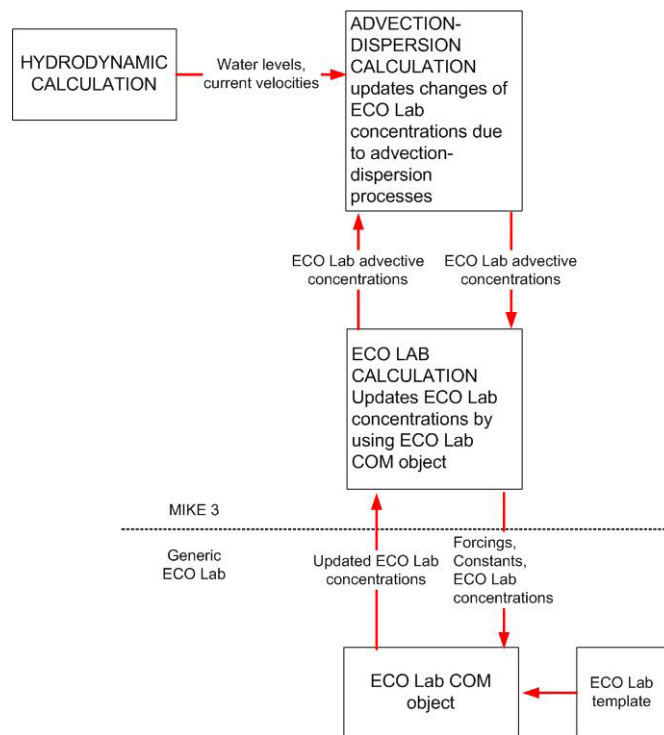 HYDRODYNAMIC
CALCULATION
Water levels,
current velocities
ADVECTION-
DISPERSION
CALCULATION
updates changes of
ECO Lab
concentrations due
to advection-
dispersion
processes
ECO Lab advective
concentrations
ECO Lab advective
concentrations
ECO LAB
CALCULATION
Updates ECO Lab
concentrations by
using ECO Lab
COM object
MIKE 3
Generic
ECO Lab
Updated ECO Lab
concentrations
Forcings,
Constants,
ECO Lab
concentrations
ECO Lab COM
object
ECO Lab
template